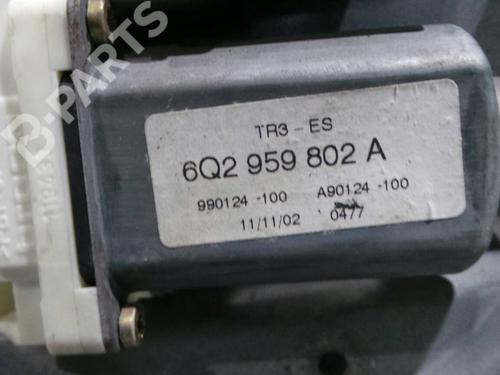 B-PARTS
TR3 - ES
6Q2 959 802 A
990124 -100 A90124 -100
11/11/02 0477